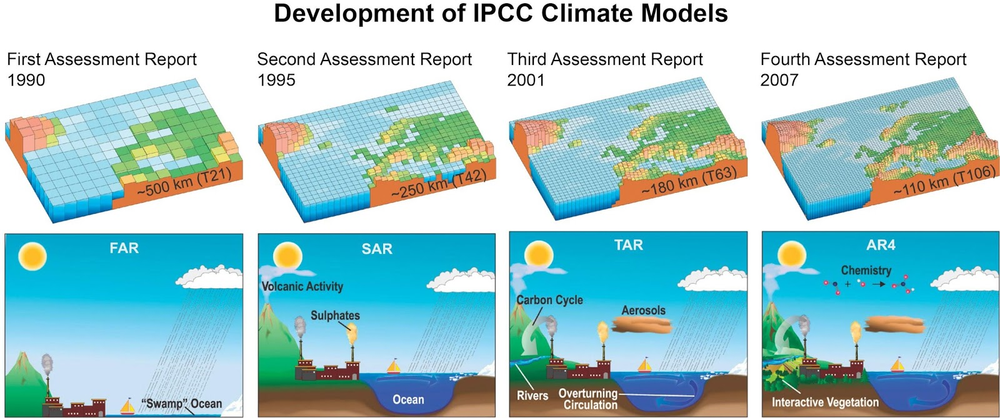 Development of IPCC Climate Models
First Assessment Report
1990
Second Assessment Report
1995
Third Assessment Report
2001
Fourth Assessment Report
2007
~500 km (T21)
~250 km (T42)
~180 km (T63)
~110 km (T106)
FAR
“Swamp” Ocean
SAR
Volcanic Activity
Sulphates
Ocean
TAR
Carbon Cycle
Aerosols
Rivers
Overturning
Circulation
AR4
Chemistry
+
Interactive Vegetation